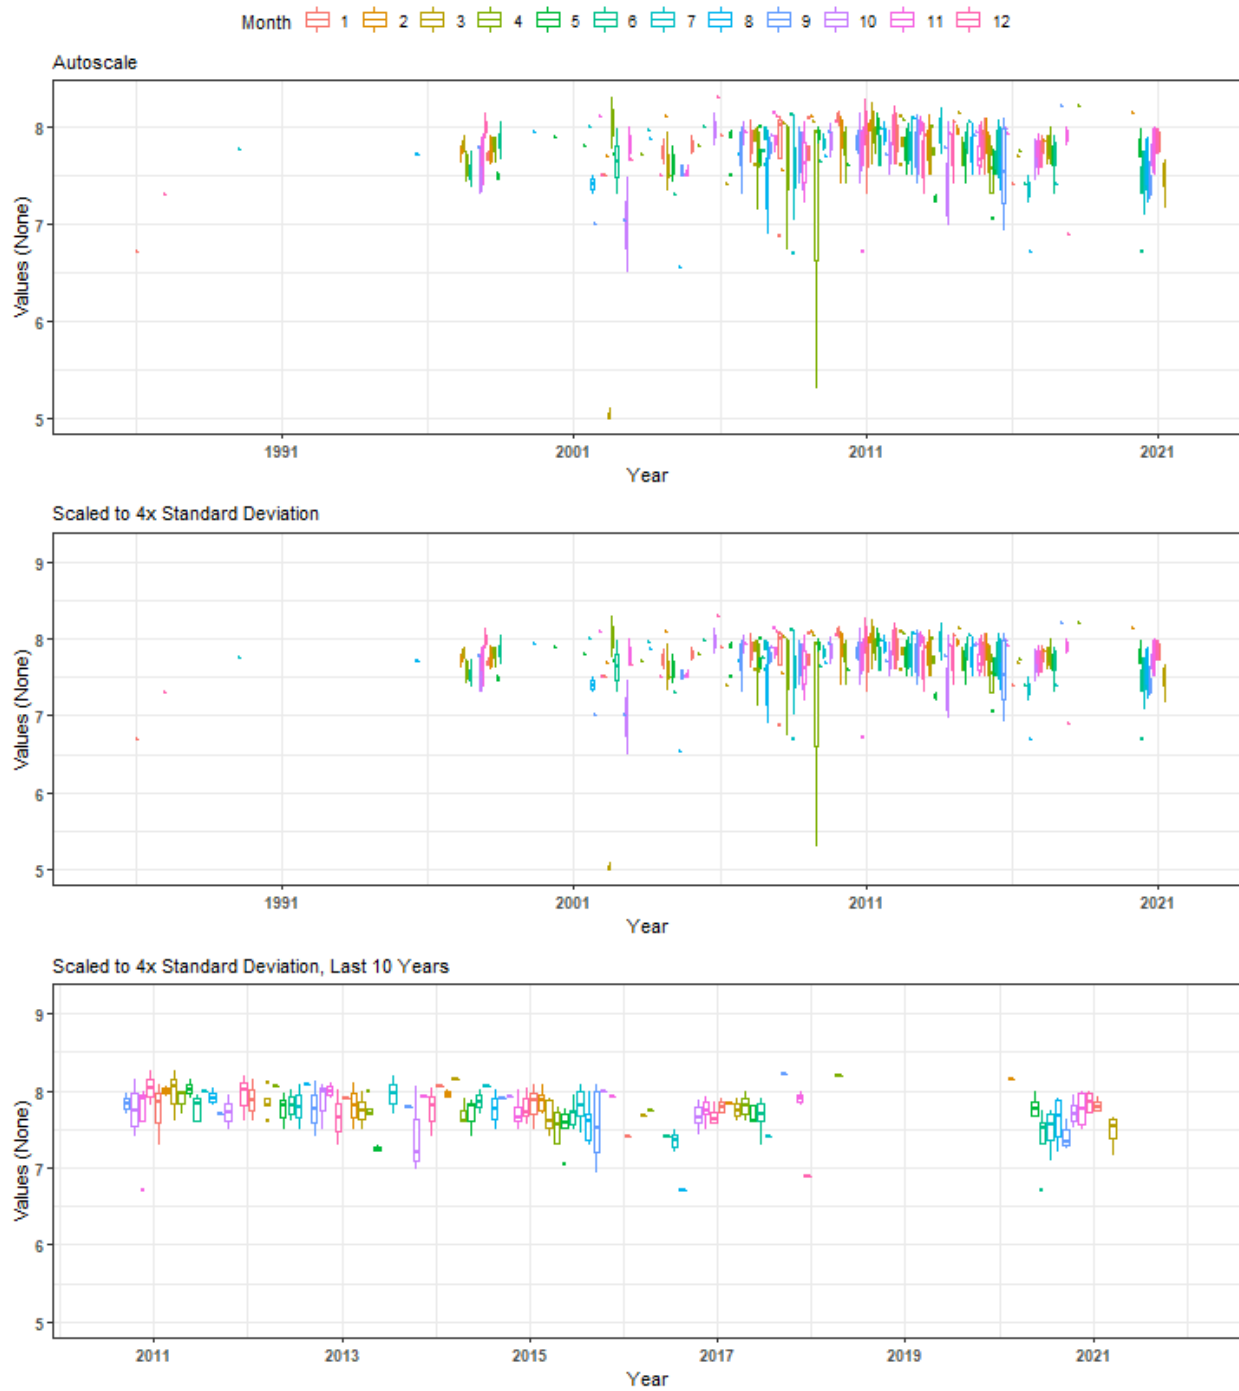 Month 1 2 3 4 5 6 7 8 9 10 11 12
Autoscale
Values (None)
8
7
6
5
1991 2001 2011 2021
Year
Scaled to 4x Standard Deviation
Values (None)
9
8
7
6
5
1991 2001 2011 2021
Year
Scaled to 4x Standard Deviation, Last 10 Years
Values (None)
9
8
7
6
5
2011 2013 2015 2017 2019 2021
Year